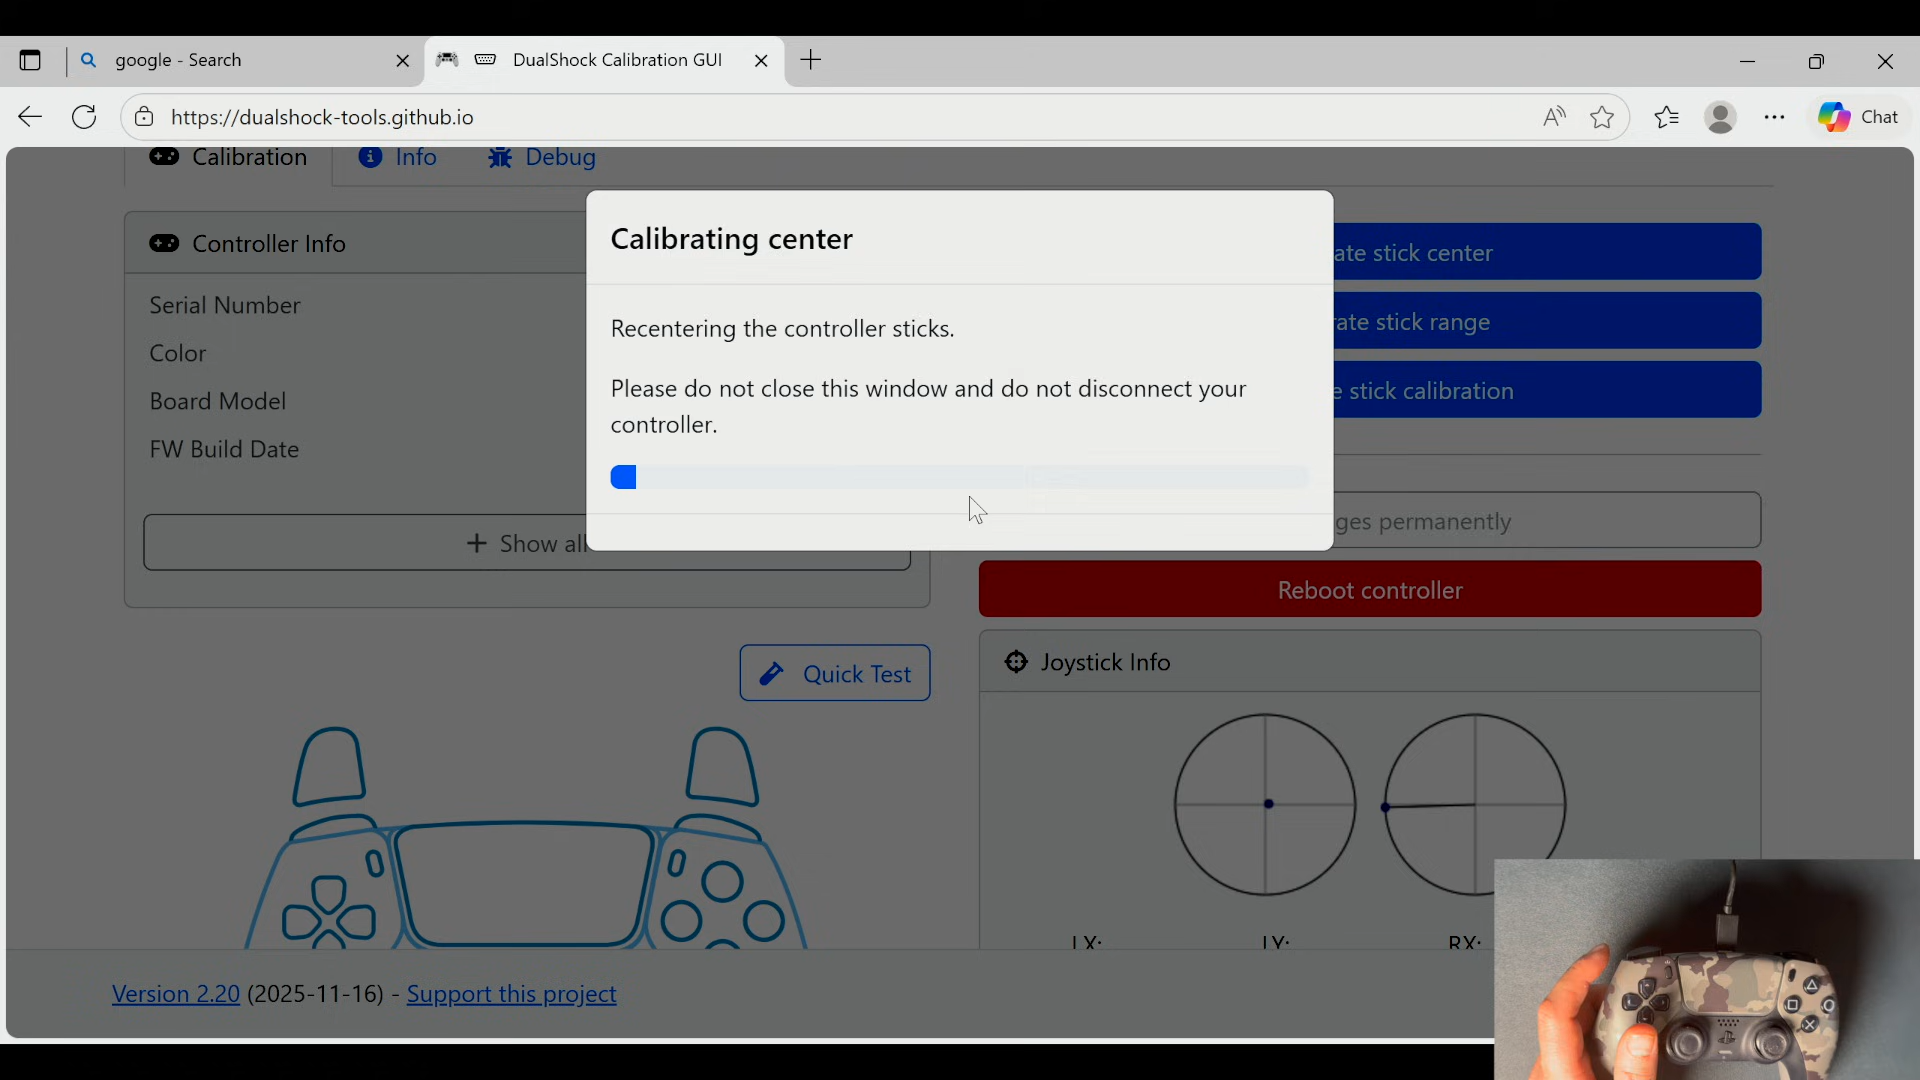 google - Search
DualShock Calibration GUI
https://dualshock-tools.github.io
Chat
Calibration
Info
Debug
Controller Info
Serial Number
Color
Board Model
FW Build Date
Show all
Calibrating center
Recentering the controller sticks.
Please do not close this window and do not disconnect your
controller.
ate stick center
rate stick range
e stick calibration
ges permanently
Reboot controller
Quick Test
Joystick Info
LX:
LY:
RX:
Version 2.20 (2025-11-16) - Support this project